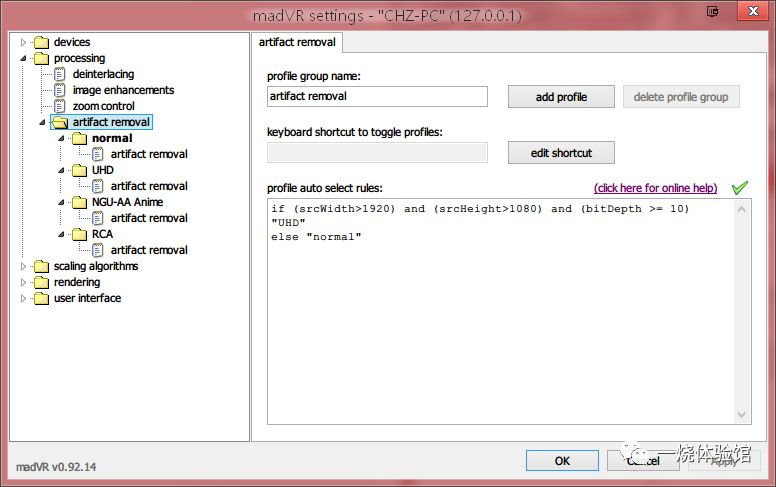 madVR settings - "CHZ-PC" (127.0.0.1)
devices
processing
deinterlacing
image enhancements
zoom control
artifact removal
normal
artifact removal
UHD
artifact removal
NGU-AA Anime
artifact removal
RCA
artifact removal
scaling algorithms
rendering
user interface
artifact removal
profile group name:
artifact removal
add profile
delete profile group
keyboard shortcut to toggle profiles:
edit shortcut
profile auto select rules:
(click here for online help)
if (srcWidth>1920) and (srcHeight>1080) and (bitDepth >= 10)
"UHD"
else "normal"
madVR v0.92.14
OK
Cancel
Apply
一烧体验馆